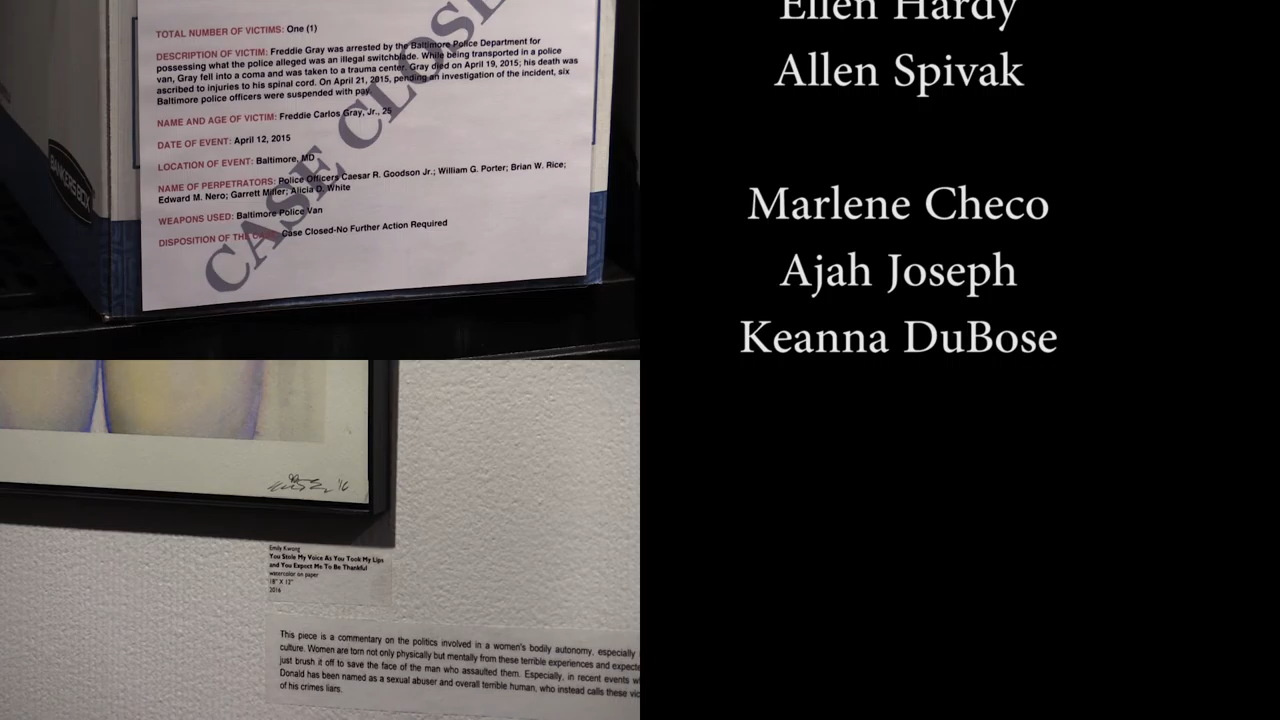 TOTAL NUMBER OF VICTIMS: One (1)
DESCRIPTION OF VICTIM: Freddie Gray was arrested by the Baltimore Police Department for
possessing what the police alleged was an illegal switchblade. While being transported in a police
van, Gray fell into a coma and was taken to a trauma center. Gray died on April 19, 2015; his death was
ascribed to injuries to his spinal cord. On April 21, 2015, pending an investigation of the incident, six
Baltimore police officers were suspended with pay.
NAME AND AGE OF VICTIM: Freddie Carlos Gray, Jr., 25
DATE OF EVENT: April 12, 2015
LOCATION OF EVENT: Baltimore, MD
NAME OF PERPETRATORS: Police Officers Caesar R. Goodson Jr.; William G. Porter; Brian W. Rice;
Edward M. Nero; Garrett Miller; Alicia D. White
WEAPONS USED: Baltimore Police Van
DISPOSITION OF THE CASE: Case Closed-No Further Action Required
CASE CLOSE
BANKERS BOX
Emily Kwong
You Stole My Voice As You Took My Lips
and You Expect Me To Be Thankful
watercolor on paper
18" X 12"
2016
'16
This piece is a commentary on the politics involved in a women's bodily autonomy, especially
culture. Women are torn not only physically but mentally from these terrible experiences and expecte
just brush it off to save the face of the man who assaulted them. Especially, in recent events w
Donald has been named as a sexual abuser and overall terrible human, who instead calls these vic
of his crimes liars.
Ellen Hardy
Allen Spivak
Marlene Checo
Ajah Joseph
Keanna DuBose